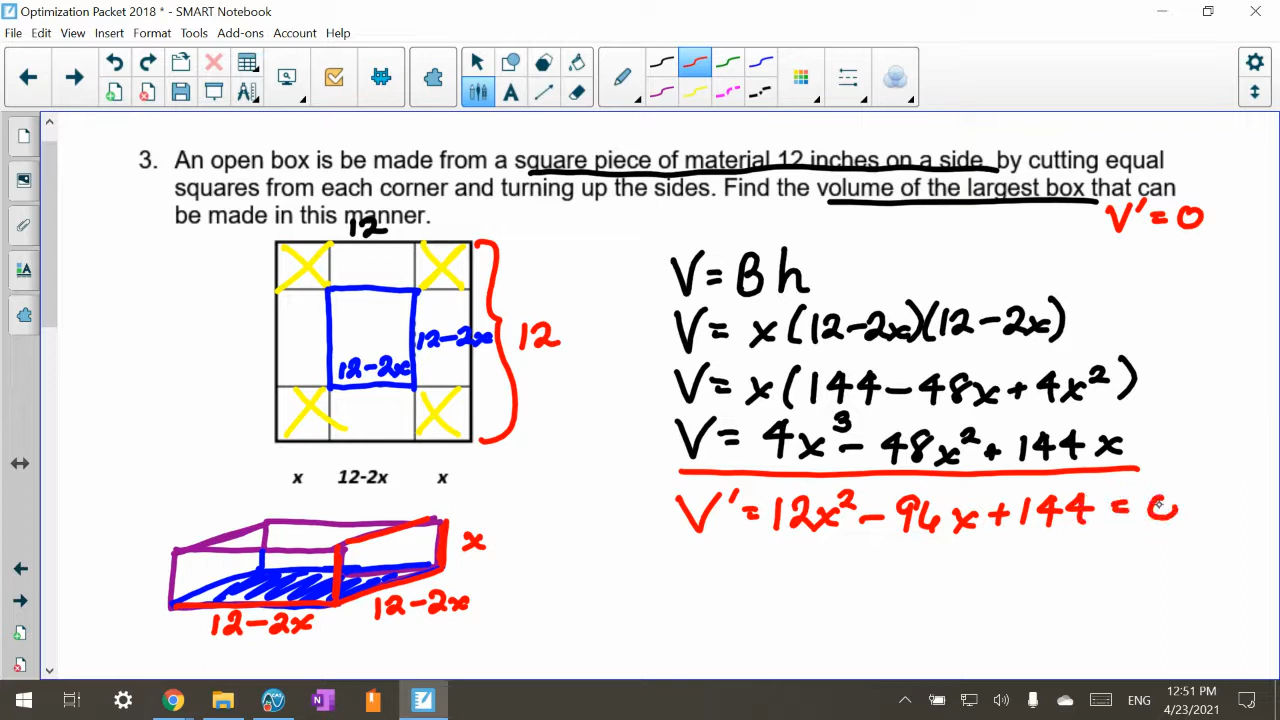 Optimization Packet 2018 * - SMART Notebook
File Edit View Insert Format Tools Add-ons Account Help
3. An open box is be made from a square piece of material 12 inches on a side by cutting equal
squares from each corner and turning up the sides. Find the volume of the largest box that can
be made in this manner.
V' = 0
12
12
12-2x
12-2x
x 12-2x x
x
12-2x
12-2x
V = Bh
V = x(12-2x)(12-2x)
V = x(144-48x+4x²)
V = 4x³ - 48x² + 144x
V' = 12x² - 96x + 144 = 0
ENG
12:51 PM
4/23/2021